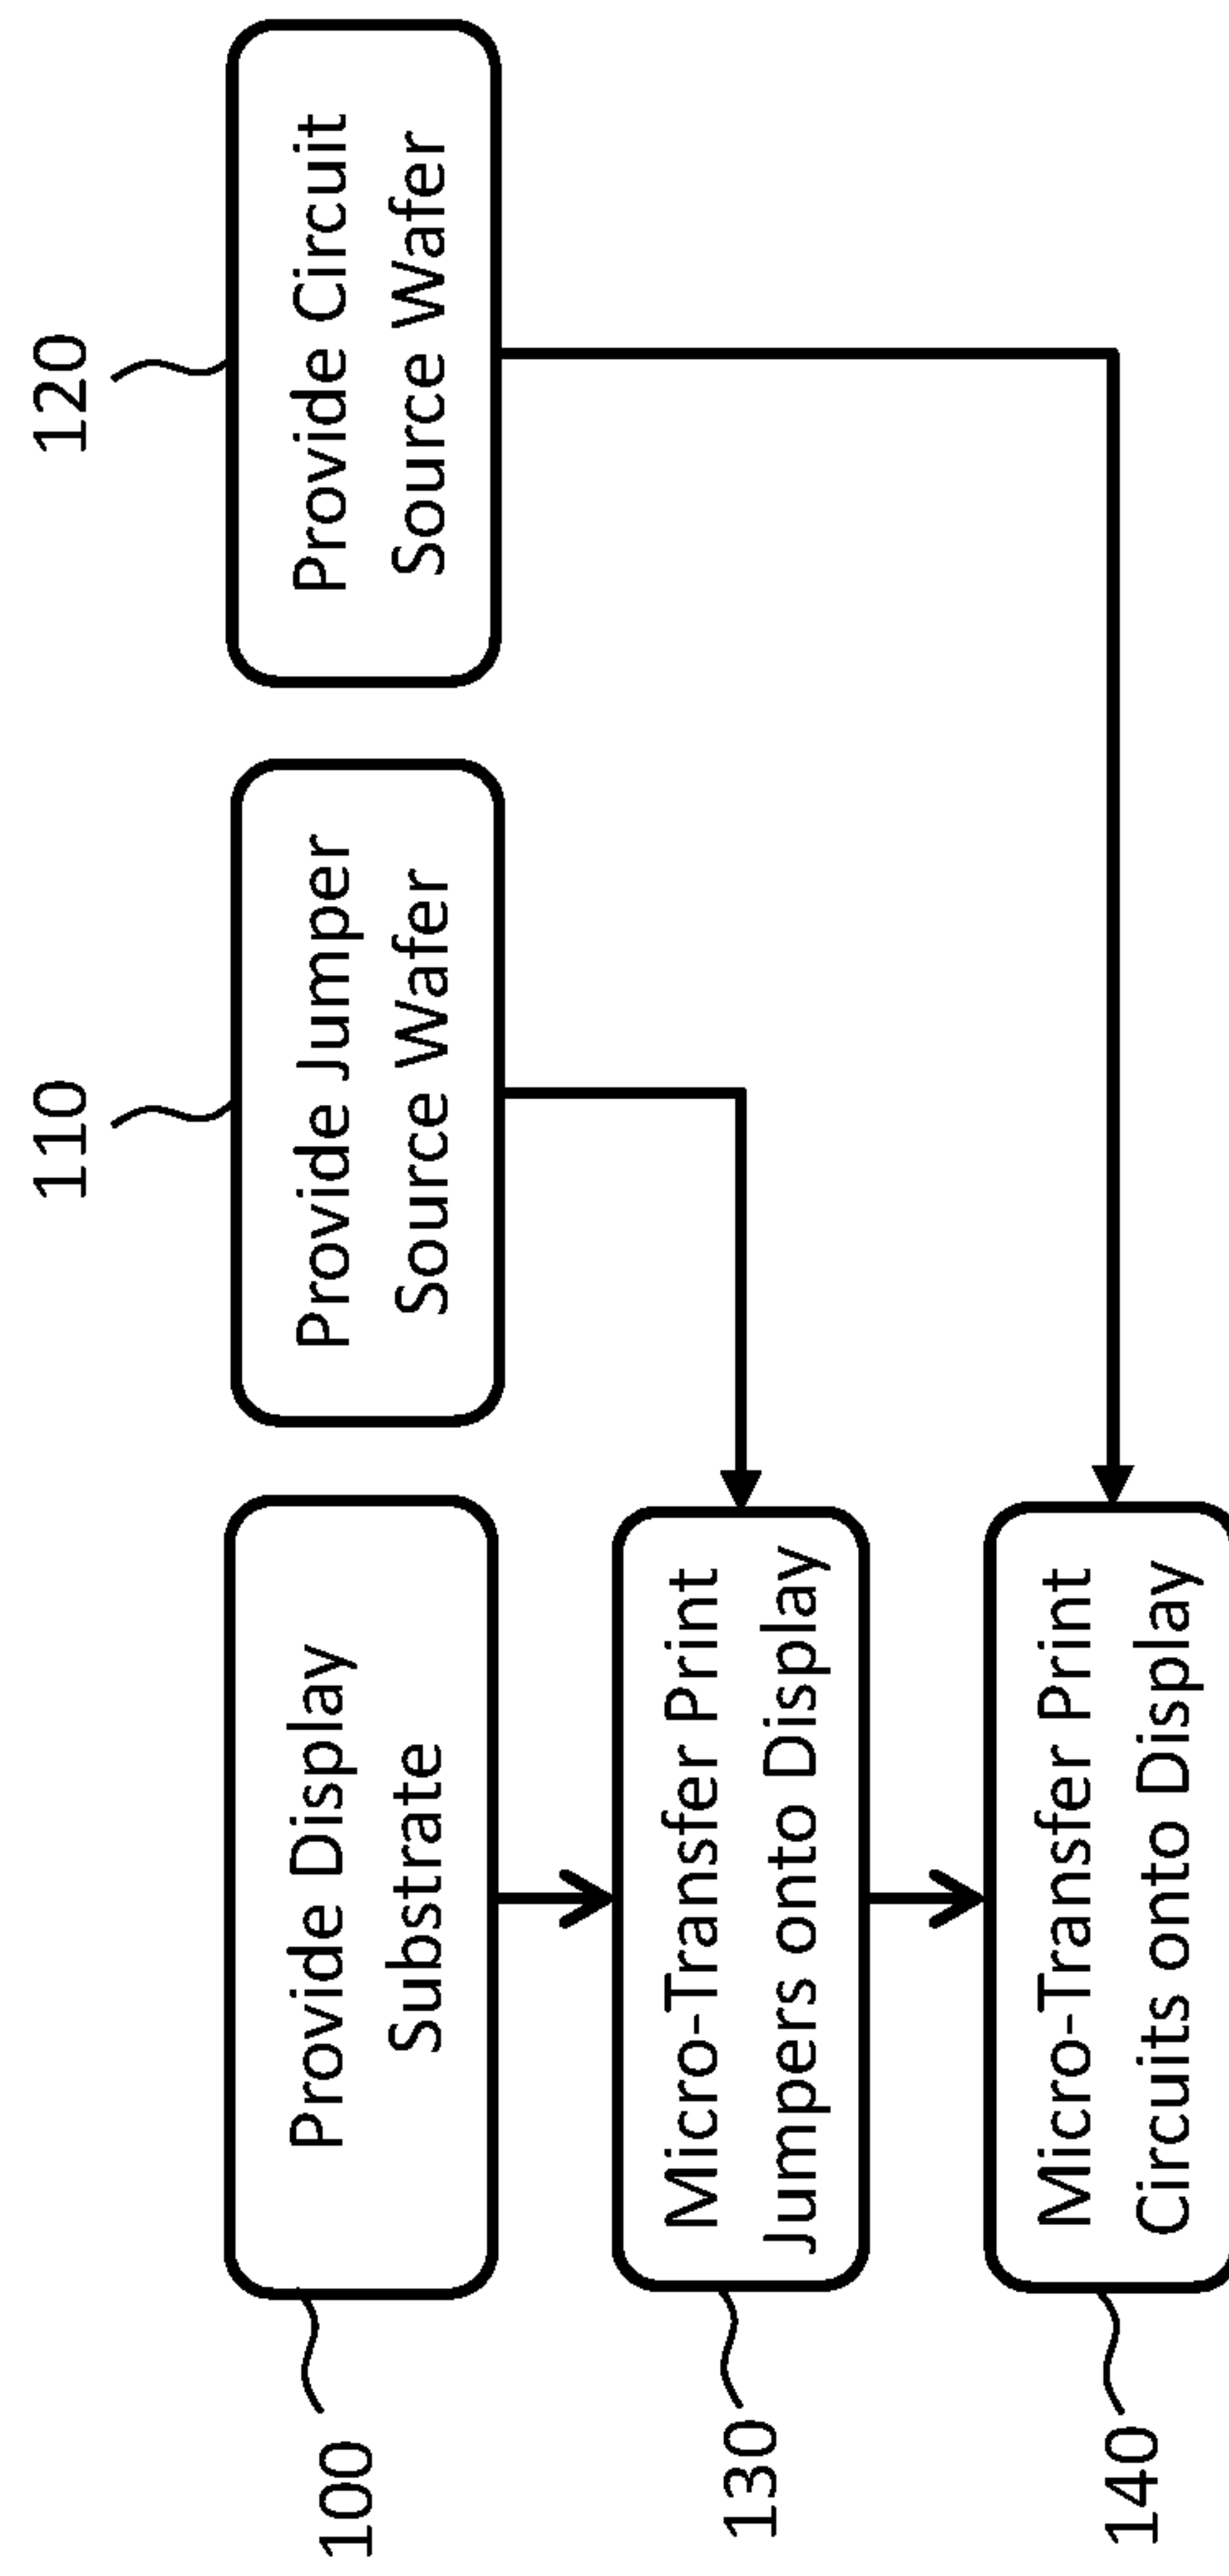 100
Provide Display
Substrate
110
Provide Jumper
Source Wafer
120
Provide Circuit
Source Wafer
130
Micro-Transfer Print
Jumpers onto Display
140
Micro-Transfer Print
Circuits onto Display